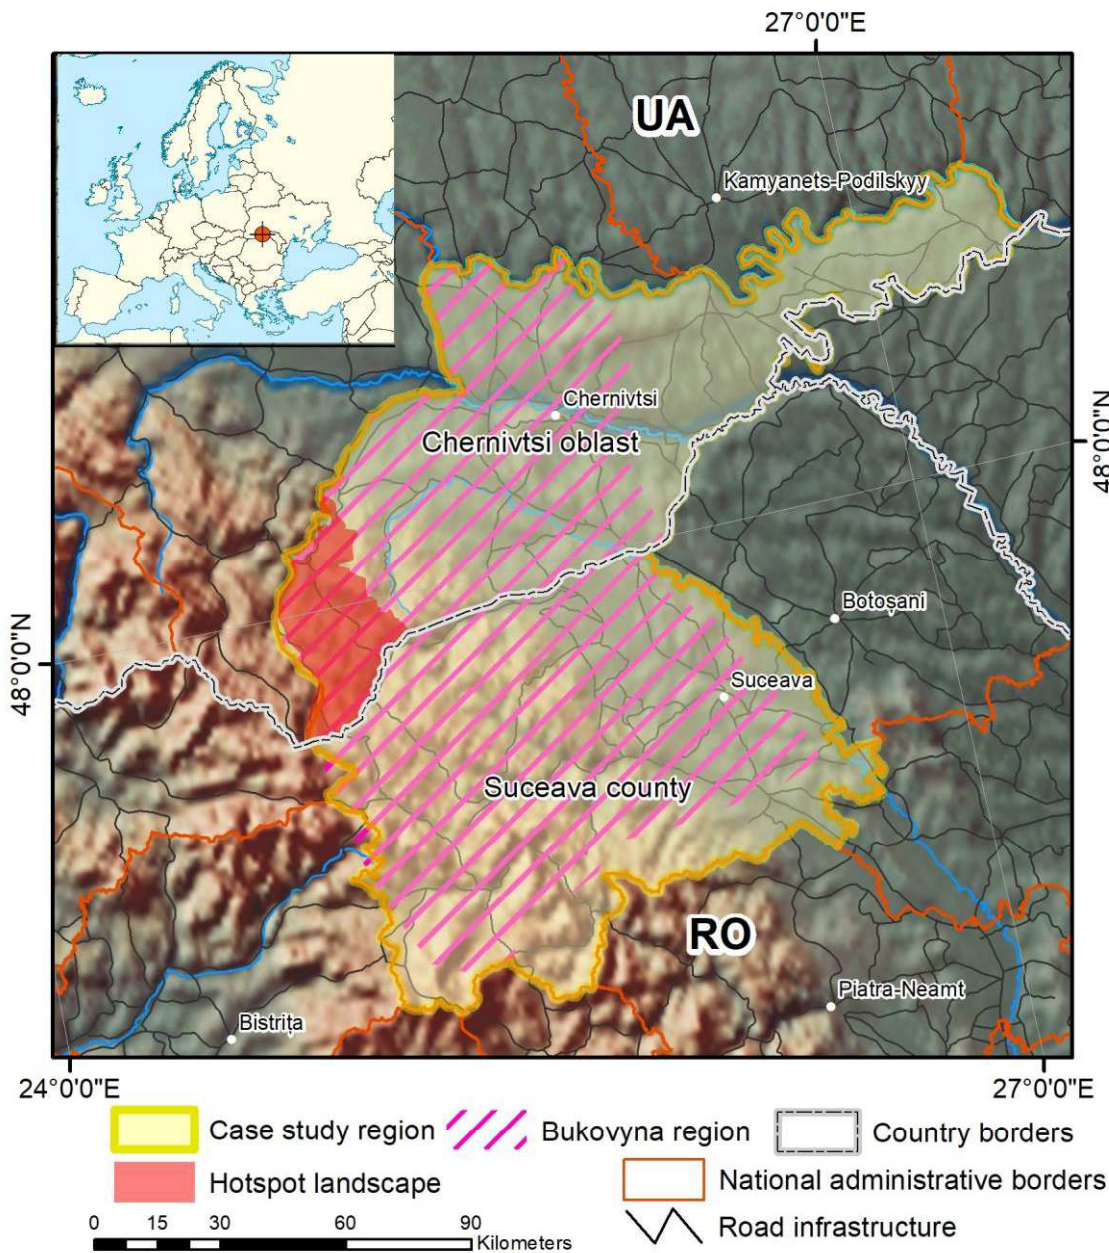 27°0'0"E
UA
Kamyanets-Podilskyy
Chernivtsi
Chernivtsi oblast
48°0'0"N
Botoșani
48°0'0"N
Suceava
Suceava county
RO
Piatra-Neamt
Bistrița
24°0'0"E
27°0'0"E
Case study region
Bukovyna region
Country borders
Hotspot landscape
National administrative borders
Road infrastructure
0 15 30 60 90
Kilometers